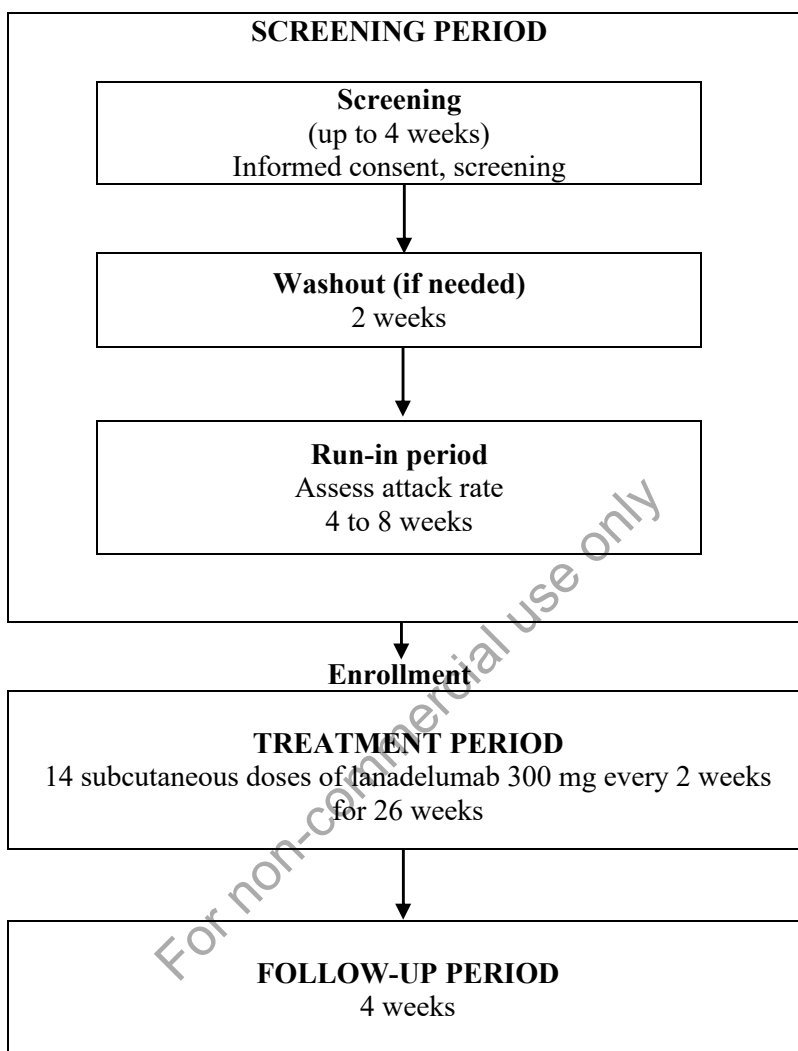 SCREENING PERIOD
Screening
(up to 4 weeks)
Informed consent, screening
Washout (if needed)
2 weeks
Run-in period
Assess attack rate
4 to 8 weeks
Enrollment
TREATMENT PERIOD
14 subcutaneous doses of lanadelumab 300 mg every 2 weeks
for 26 weeks
FOLLOW-UP PERIOD
4 weeks
For non-commercial use only